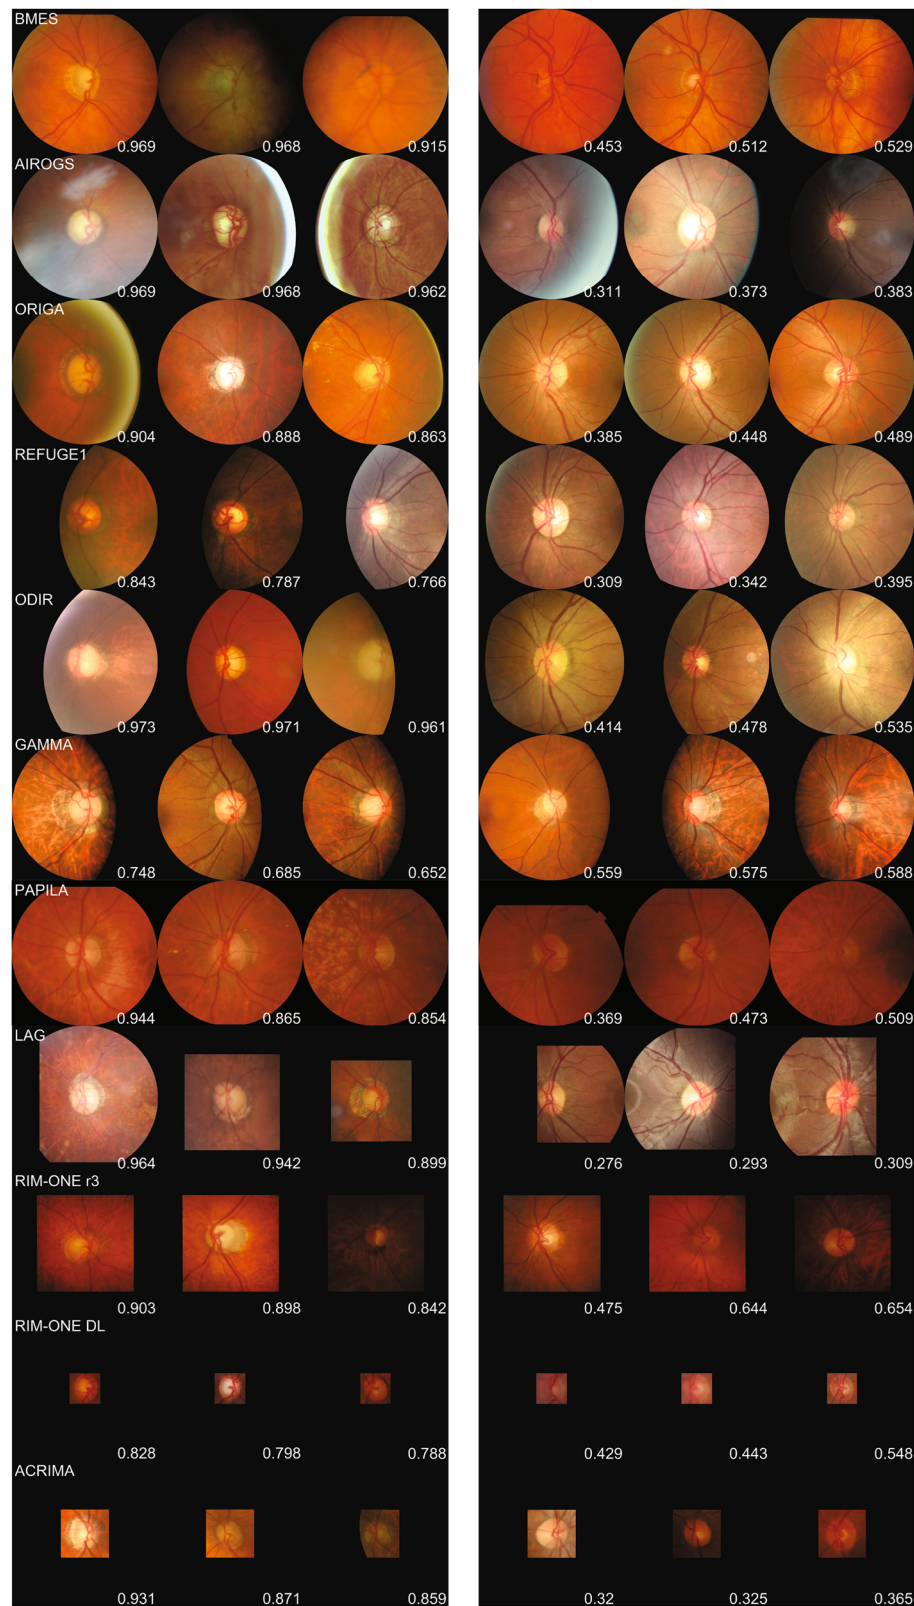 BMES
0.969 0.968 0.915 0.453 0.512 0.529
AIROGS
0.969 0.968 0.962 0.311 0.373 0.383
ORIGA
0.904 0.888 0.863 0.385 0.448 0.489
REFUGE1
0.843 0.787 0.766 0.309 0.342 0.395
ODIR
0.973 0.971 0.961 0.414 0.478 0.535
GAMMA
0.748 0.685 0.652 0.559 0.575 0.588
PAPILA
0.944 0.865 0.854 0.369 0.473 0.509
LAG
0.964 0.942 0.899 0.276 0.293 0.309
RIM-ONE r3
0.903 0.898 0.842 0.475 0.644 0.654
RIM-ONE DL
0.828 0.798 0.788 0.429 0.443 0.548
ACRIMA
0.931 0.871 0.859 0.32 0.325 0.365